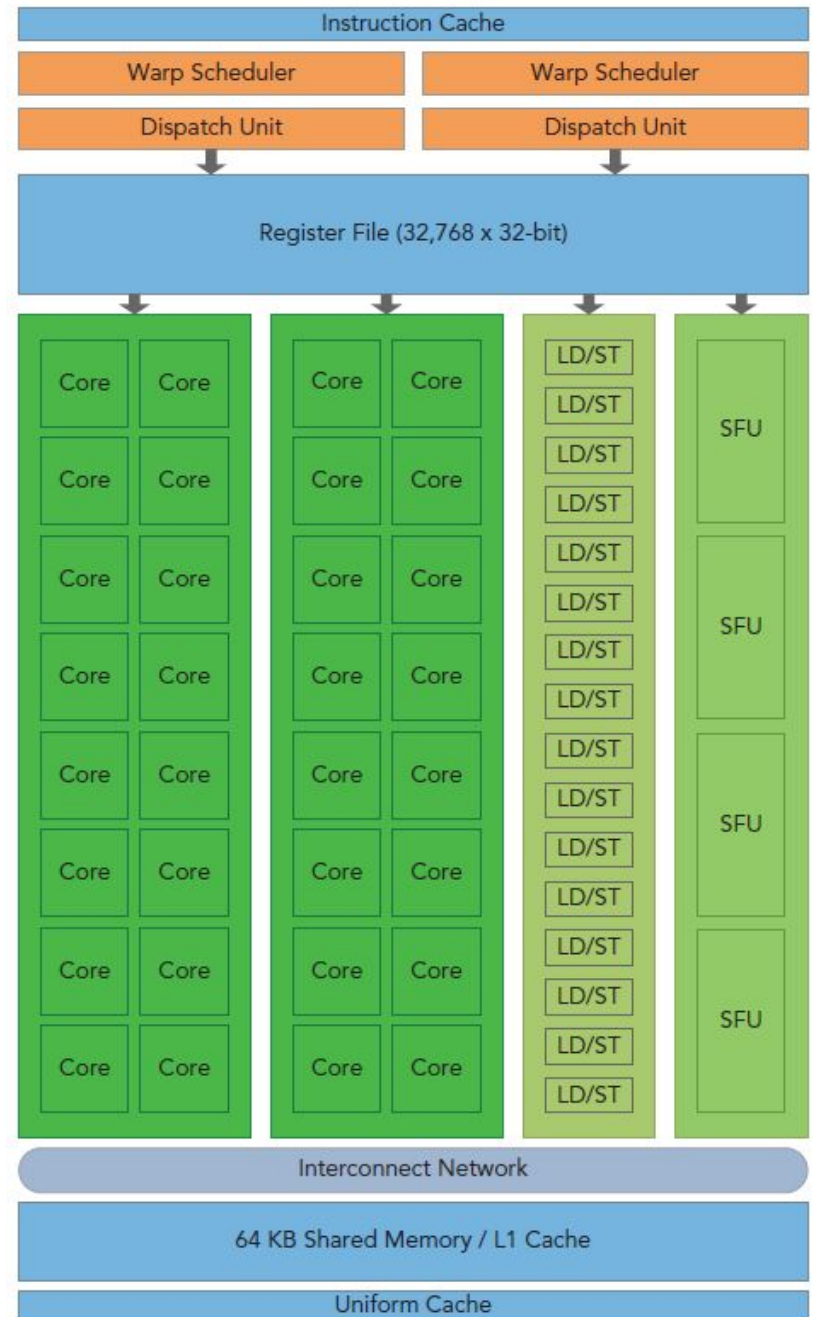 Instruction Cache
Warp Scheduler Warp Scheduler
Dispatch Unit Dispatch Unit
Register File (32,768 x 32-bit)
Core Core Core Core LD/ST SFU
LD/ST
Core Core Core Core LD/ST
LD/ST
Core Core Core Core LD/ST SFU
LD/ST
Core Core Core Core LD/ST
LD/ST
Core Core Core Core LD/ST SFU
LD/ST
Core Core Core Core LD/ST
LD/ST
Core Core Core Core LD/ST SFU
LD/ST
Core Core Core Core LD/ST
LD/ST
Interconnect Network
64 KB Shared Memory / L1 Cache
Uniform Cache